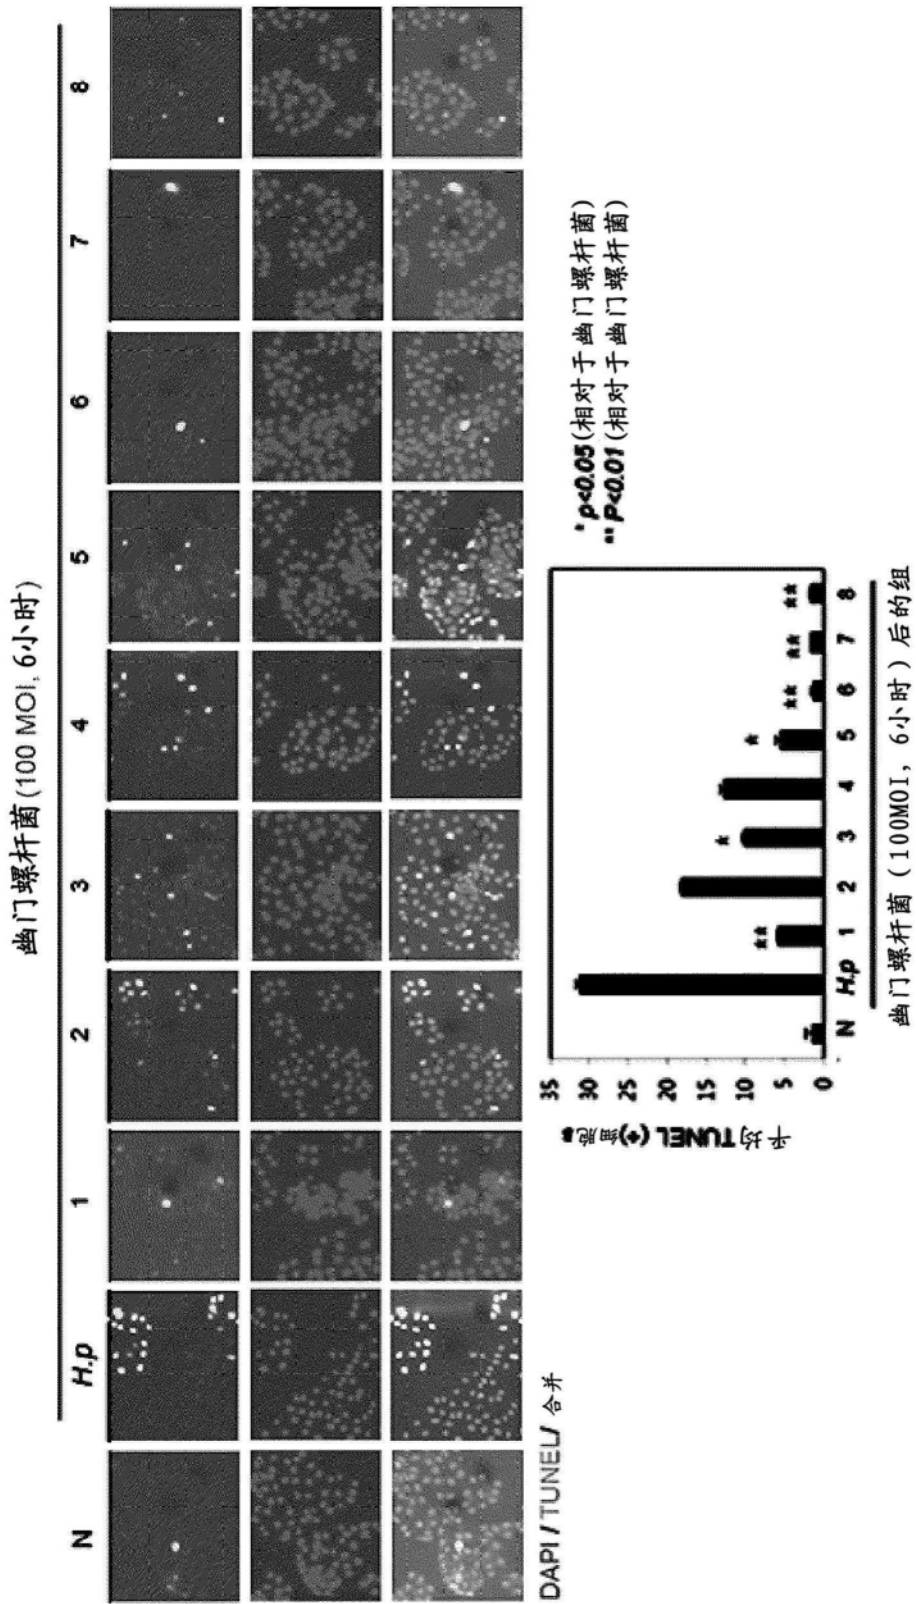 幽门螺杆菌(100 MOI, 6小时)
N H.p 1 2 3 4 5 6 7 8
DAPI / TUNEL/ 合并
* p<0.05(相对于幽门螺杆菌)
** P<0.01(相对于幽门螺杆菌)
平均TUNEL (+)细胞
35
30
25
20
15
10
5
0
** * * ** ** **
N H.p 1 2 3 4 5 6 7 8
幽门螺杆菌(100MOI, 6小时)后的组